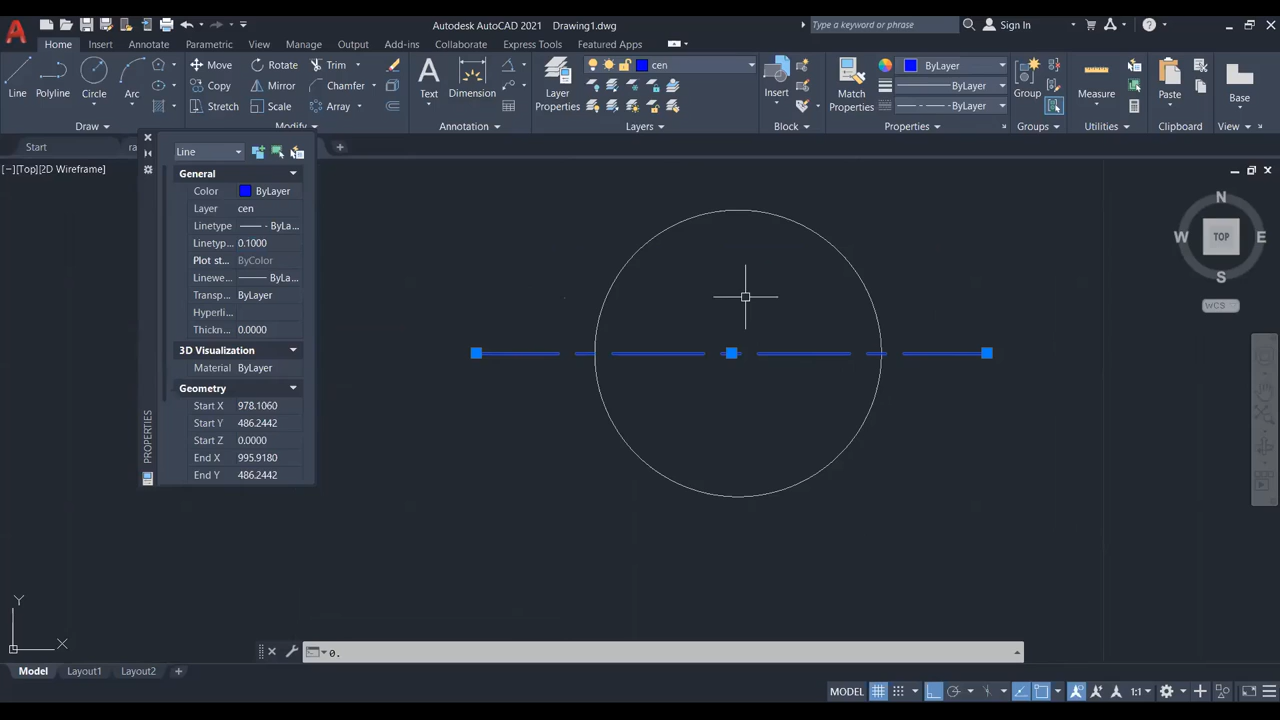 Autodesk AutoCAD 2021 Drawing1.dwg
Type a keyword or phrase
Sign In
Home Insert Annotate Parametric View Manage Output Add-ins Collaborate Express Tools Featured Apps
Line Polyline Circle Arc
Move Rotate Trim
Copy Mirror Chamfer
Stretch Scale Array
Text Dimension
Layer Properties
cen
Insert
Match Properties
ByLayer
ByLayer
ByLayer
Group
Measure
Paste
Base
Draw Modify Annotation Layers Block Properties Groups Utilities Clipboard
Start
ra
[–][Top][2D Wireframe]
Line
General
Color ByLayer
Layer cen
Linetype ByLa...
Linetyp... 0.1000
Plot st... ByColor
Linewe... ByLa...
Transp... ByLayer
Hyperli...
Thickn... 0.0000
3D Visualization
Material ByLayer
Geometry
Start X 978.1060
Start Y 486.2442
Start Z 0.0000
End X 995.9180
End Y 486.2442
PROPERTIES
N
W TOP E
S
WCS
Y
X
0.
Model Layout1 Layout2
MODEL
1:1